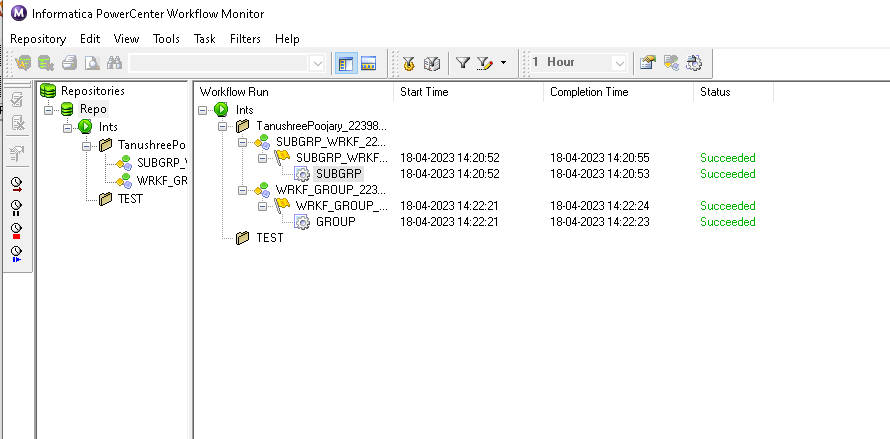 Informatica PowerCenter Workflow Monitor
Repository Edit View Tools Task Filters Help
1 Hour
Repositories
Repo
Ints
TanushreePo
SUBGRP_
WRKF_GR
TEST
Workflow Run Start Time Completion Time Status
Ints
TanushreePoojary_22398...
SUBGRP_WRKF_22...
SUBGRP_WRKF... 18-04-2023 14:20:52 18-04-2023 14:20:55 Succeeded
SUBGRP 18-04-2023 14:20:52 18-04-2023 14:20:53 Succeeded
WRKF_GROUP_223...
WRKF_GROUP_... 18-04-2023 14:22:21 18-04-2023 14:22:24 Succeeded
GROUP 18-04-2023 14:22:21 18-04-2023 14:22:23 Succeeded
TEST